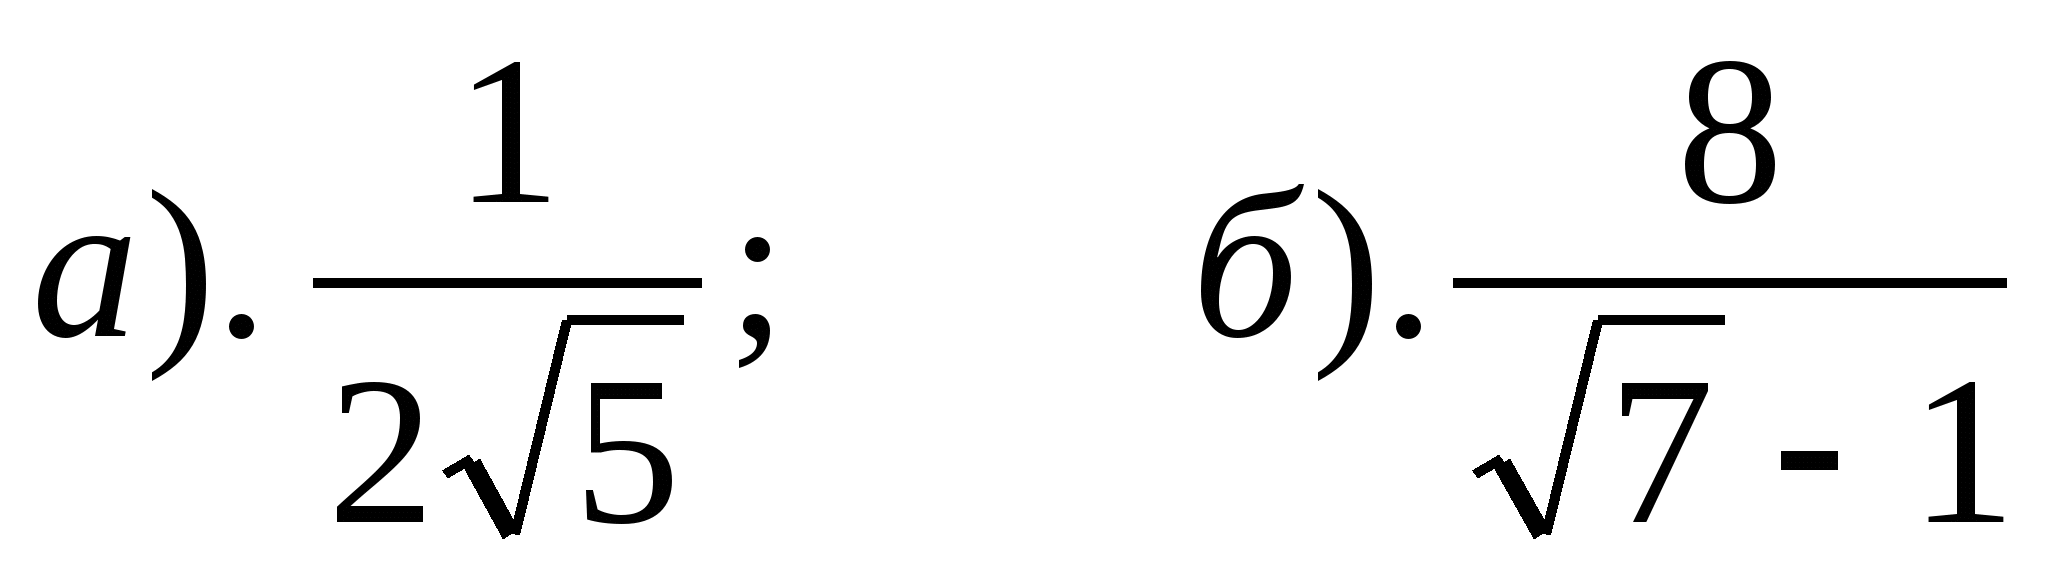 а). 1/(2√5); б). 8/(√7 - 1)